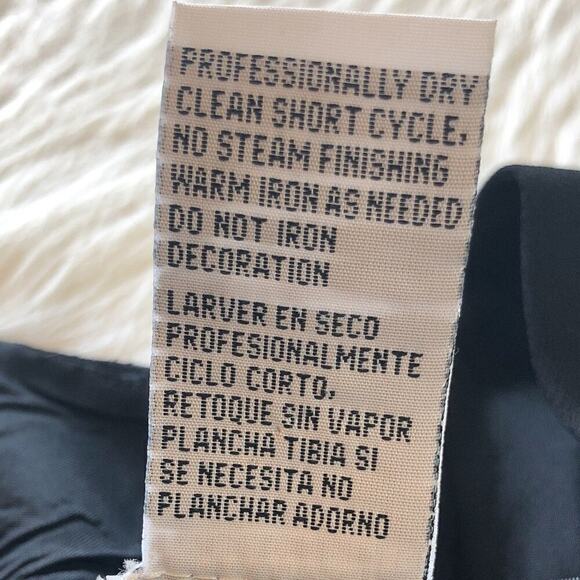 PROFESSIONALLY DRY
CLEAN SHORT CYCLE,
NO STEAM FINISHING
WARM IRON AS NEEDED
DO NOT IRON
DECORATION
LARVER EN SECO
PROFESIONALMENTE
CICLO CORTO,
RETOQUE SIN VAPOR
PLANCHA TIBIA SI
SE NECESITA NO
PLANCHAR ADORNO